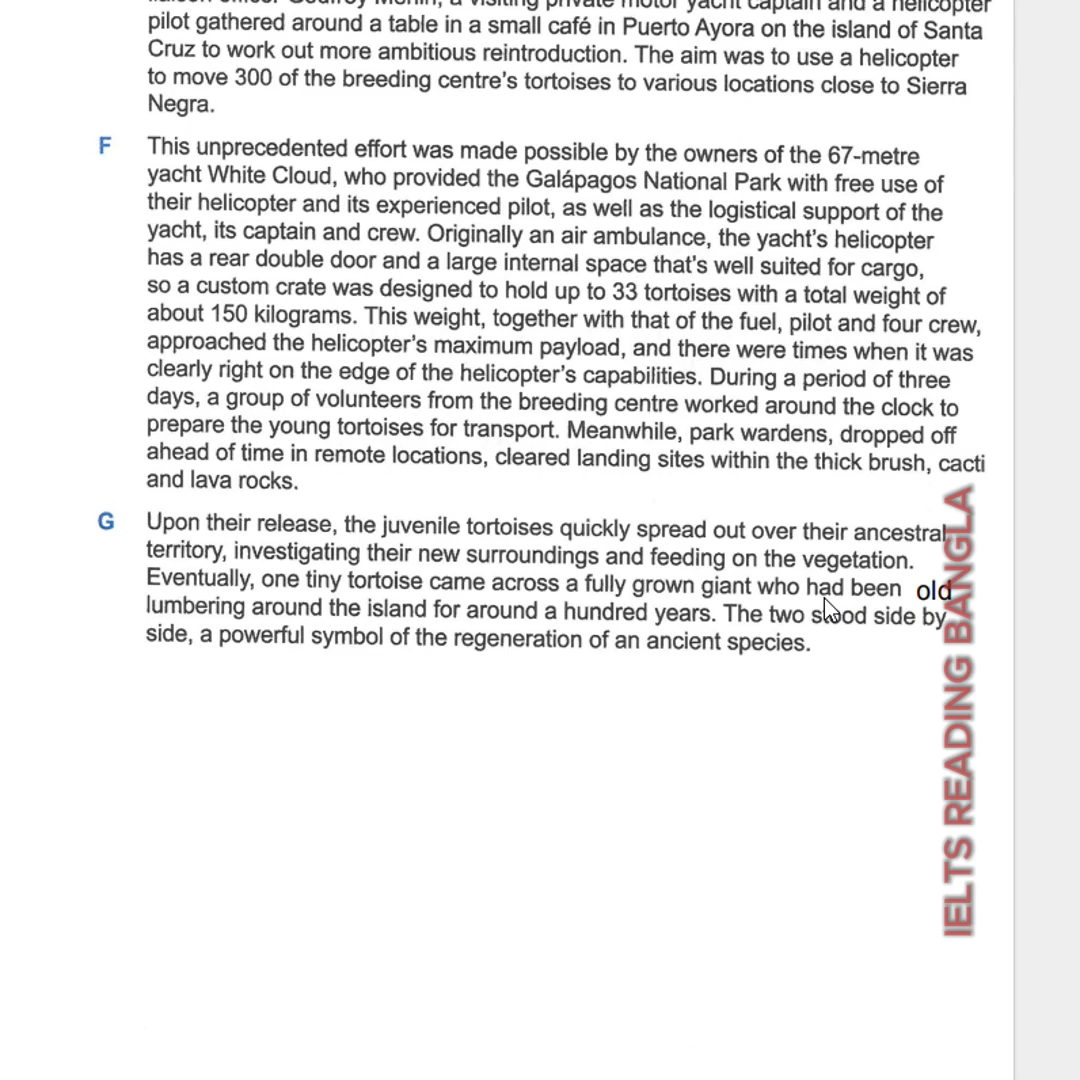 liaison officer Godfrey Merlin, a visiting private motor yacht captain and a helicopter
pilot gathered around a table in a small café in Puerto Ayora on the island of Santa
Cruz to work out more ambitious reintroduction. The aim was to use a helicopter
to move 300 of the breeding centre's tortoises to various locations close to Sierra
Negra.
F This unprecedented effort was made possible by the owners of the 67-metre
yacht White Cloud, who provided the Galápagos National Park with free use of
their helicopter and its experienced pilot, as well as the logistical support of the
yacht, its captain and crew. Originally an air ambulance, the yacht's helicopter
has a rear double door and a large internal space that's well suited for cargo,
so a custom crate was designed to hold up to 33 tortoises with a total weight of
about 150 kilograms. This weight, together with that of the fuel, pilot and four crew,
approached the helicopter's maximum payload, and there were times when it was
clearly right on the edge of the helicopter's capabilities. During a period of three
days, a group of volunteers from the breeding centre worked around the clock to
prepare the young tortoises for transport. Meanwhile, park wardens, dropped off
ahead of time in remote locations, cleared landing sites within the thick brush, cacti
and lava rocks.
G Upon their release, the juvenile tortoises quickly spread out over their ancestral
territory, investigating their new surroundings and feeding on the vegetation.
Eventually, one tiny tortoise came across a fully grown giant who had been old
lumbering around the island for around a hundred years. The two stood side by
side, a powerful symbol of the regeneration of an ancient species.
IELTS READING BANGLA